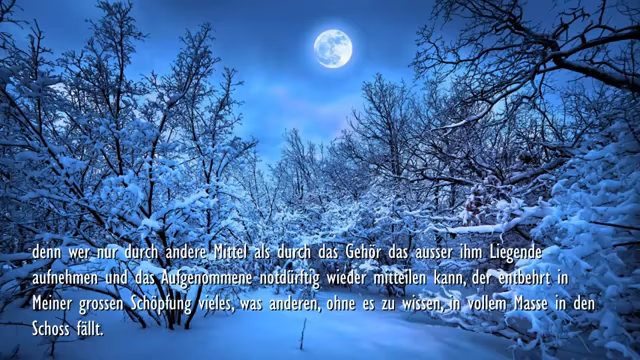 denn wer nur durch andere Mittel als durch das Gehör das ausser ihm Liegende
aufnehmen und das Aufgenommene notdürftig wieder mitteilen kann, der entbehrt in
Meiner grossen Schöpfung vieles, was anderen, ohne es zu wissen, in vollem Masse in den
Schoss fällt.